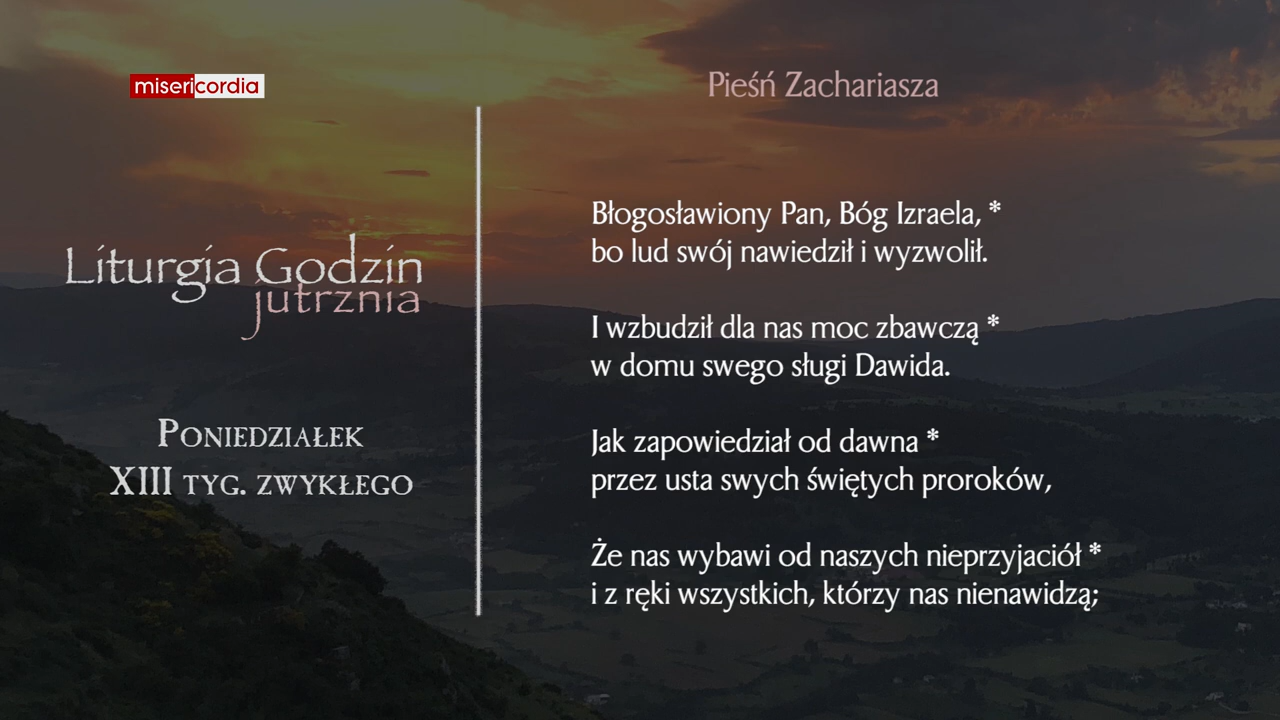 misericordia
Liturgia Godzin
jutrznia
Poniedziałek
XIII tyg. zwykłego
Pieśń Zachariasza
Błogosławiony Pan, Bóg Izraela, *
bo lud swój nawiedził i wyzwolił.
I wzbudził dla nas moc zbawczą *
w domu swego sługi Dawida.
Jak zapowiedział od dawna *
przez usta swych świętych proroków,
Że nas wybawi od naszych nieprzyjaciół *
i z ręki wszystkich, którzy nas nienawidzą;